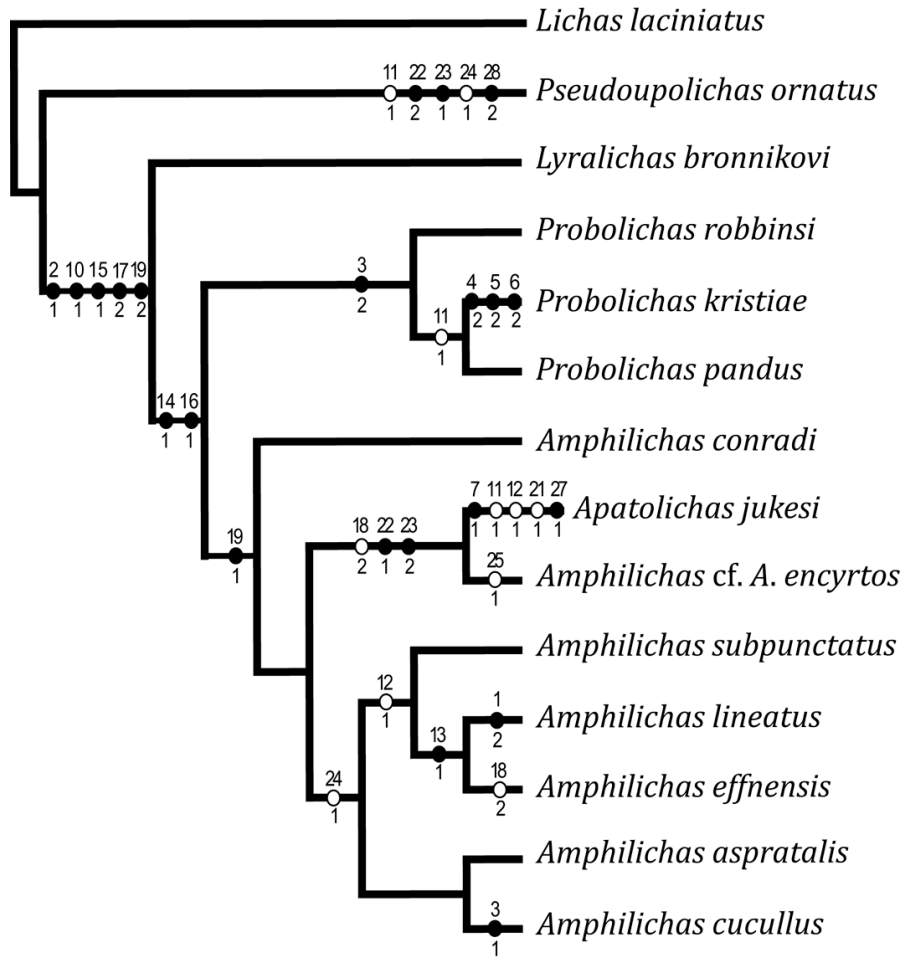 Lichas laciniatus
11 22 23 24 28
Pseudoupolichas ornatus
1 2 1 1 2
Lyralichas bronnikovi
Probolichas robbinsi
2 10 15 17 19
1 1 1 2 2
3
2
4 5 6
Probolichas kristiae
2 2 2
11
1
Probolichas pandus
14 16
1 1
Amphilichas conradi
7 11 12 21 27
Apatolichas jukesi
1 1 1 1 1
19
1
18 22 23
2 1 2
25
Amphilichas cf. A. encyrtos
1
Amphilichas subpunctatus
12
1
1
Amphilichas lineatus
2
13
1
18
Amphilichas effnensis
2
24
1
Amphilichas aspratalis
3
Amphilichas cucullus
1